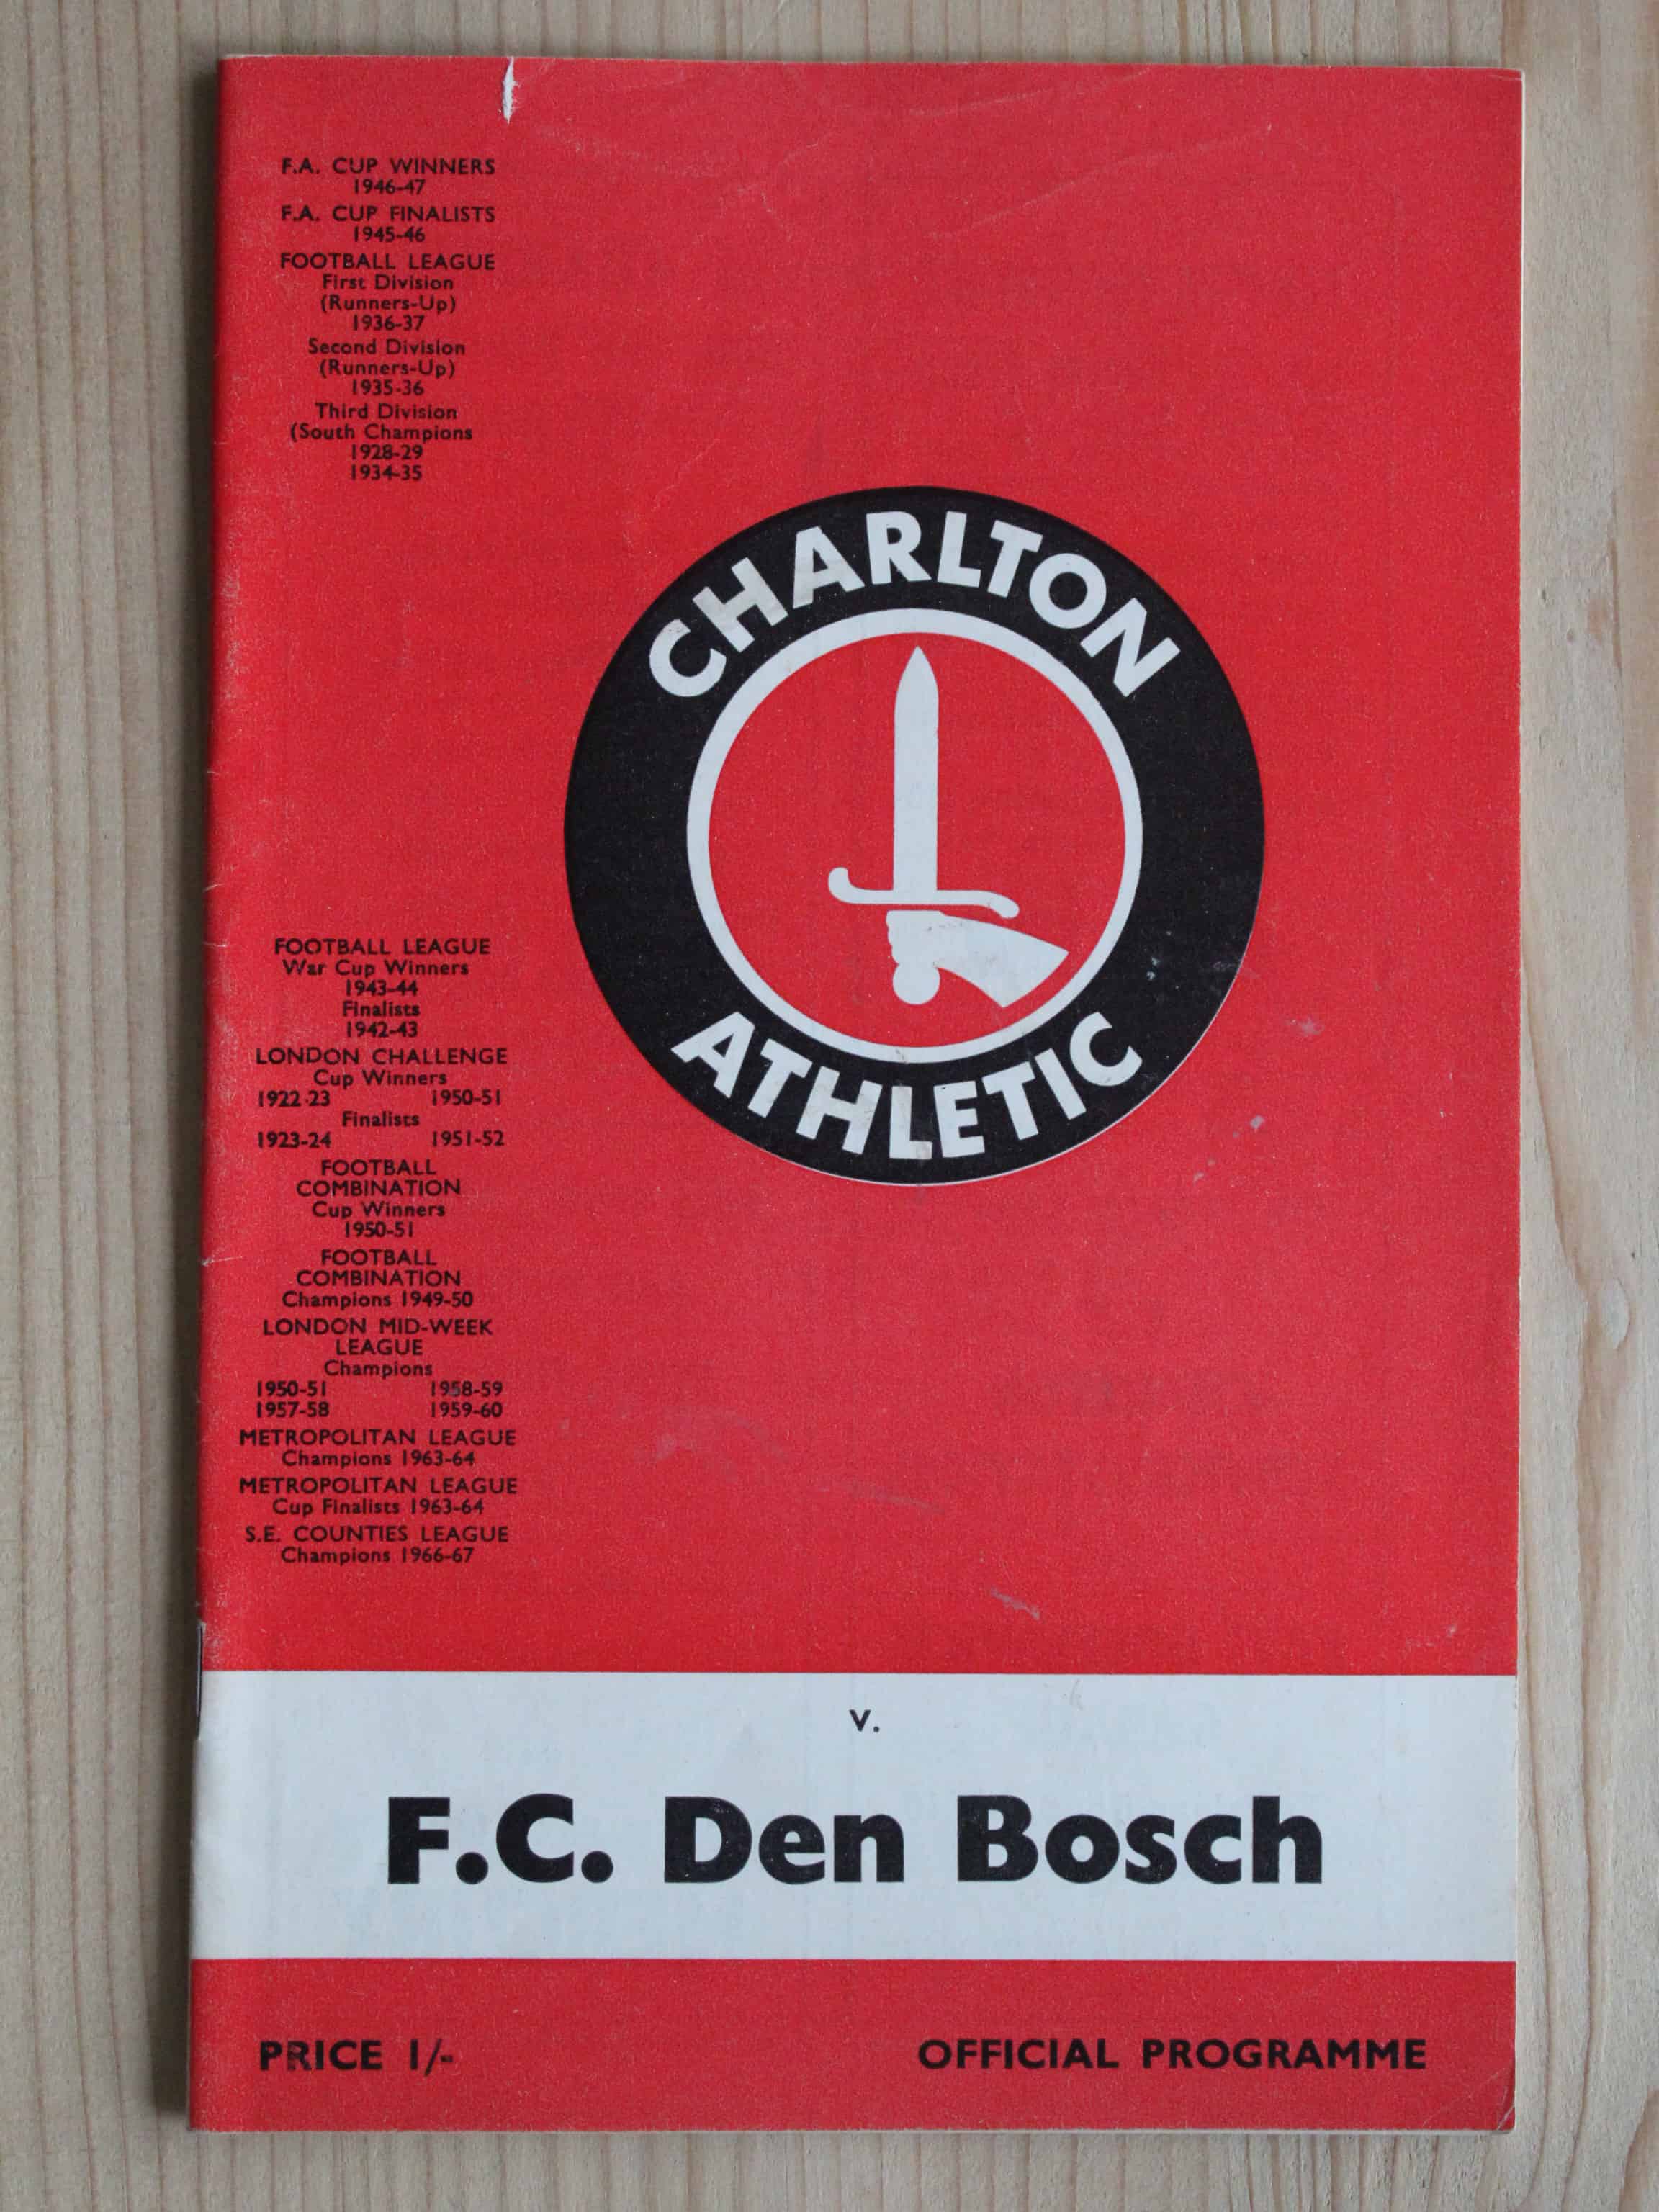 F.A. CUP WINNERS
1946-47
F.A. CUP FINALISTS
1945-46
FOOTBALL LEAGUE
First Division
(Runners-Up)
1936-37
Second Division
(Runners-Up)
1935-36
Third Division
(South Champions
1928-29
1934-35
CHARLTON
ATHLETIC
FOOTBALL LEAGUE
War Cup Winners
1943-44
Finalists
1942-43
LONDON CHALLENGE
Cup Winners
1922-23 1950-51
Finalists
1923-24 1951-52
FOOTBALL
COMBINATION
Cup Winners
1950-51
FOOTBALL
COMBINATION
Champions 1949-50
LONDON MID-WEEK
LEAGUE
Champions
1950-51 1958-59
1957-58 1959-60
METROPOLITAN LEAGUE
Champions 1963-64
METROPOLITAN LEAGUE
Cup Finalists 1963-64
S.E. COUNTIES LEAGUE
Champions 1966-67
v.
F.C. Den Bosch
PRICE 1/- OFFICIAL PROGRAMME